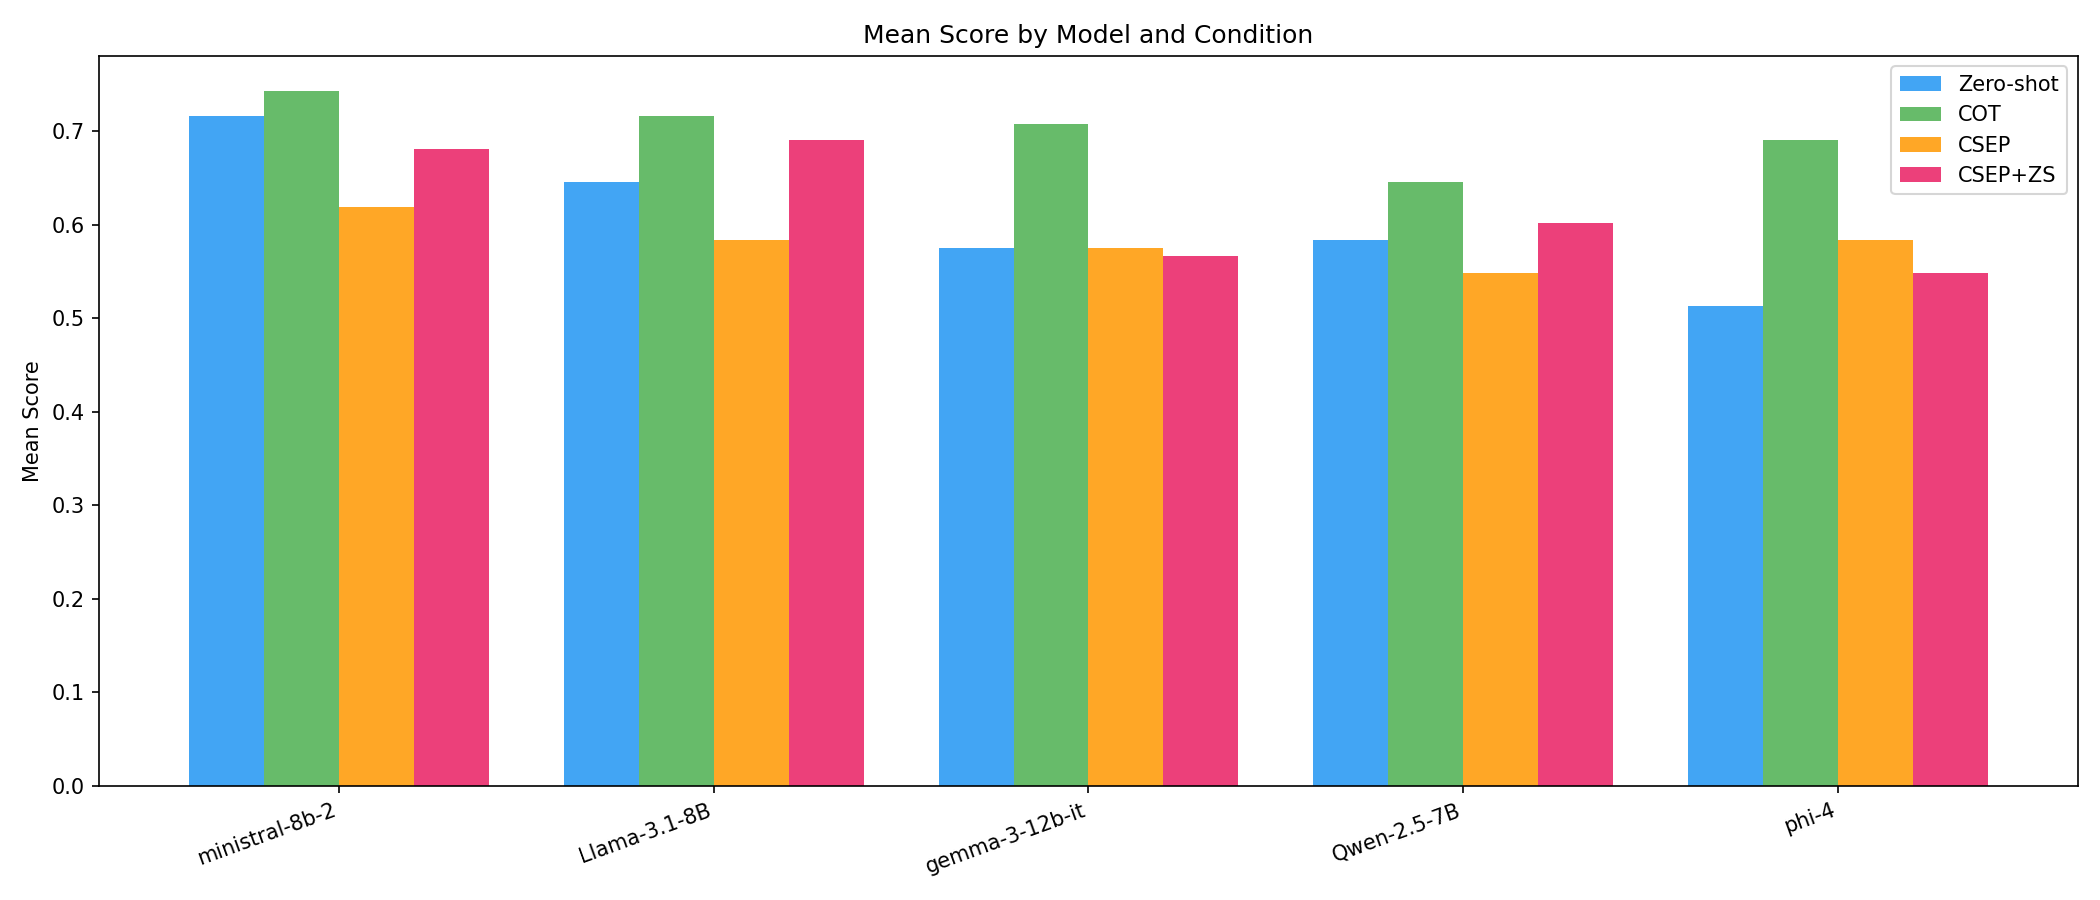 Mean Score by Model and Condition
Zero-shot
COT
CSEP
CSEP+ZS
Mean Score
0.7
0.6
0.5
0.4
0.3
0.2
0.1
0.0
ministral-8b-2
Llama-3.1-8B
gemma-3-12b-it
Qwen-2.5-7B
phi-4